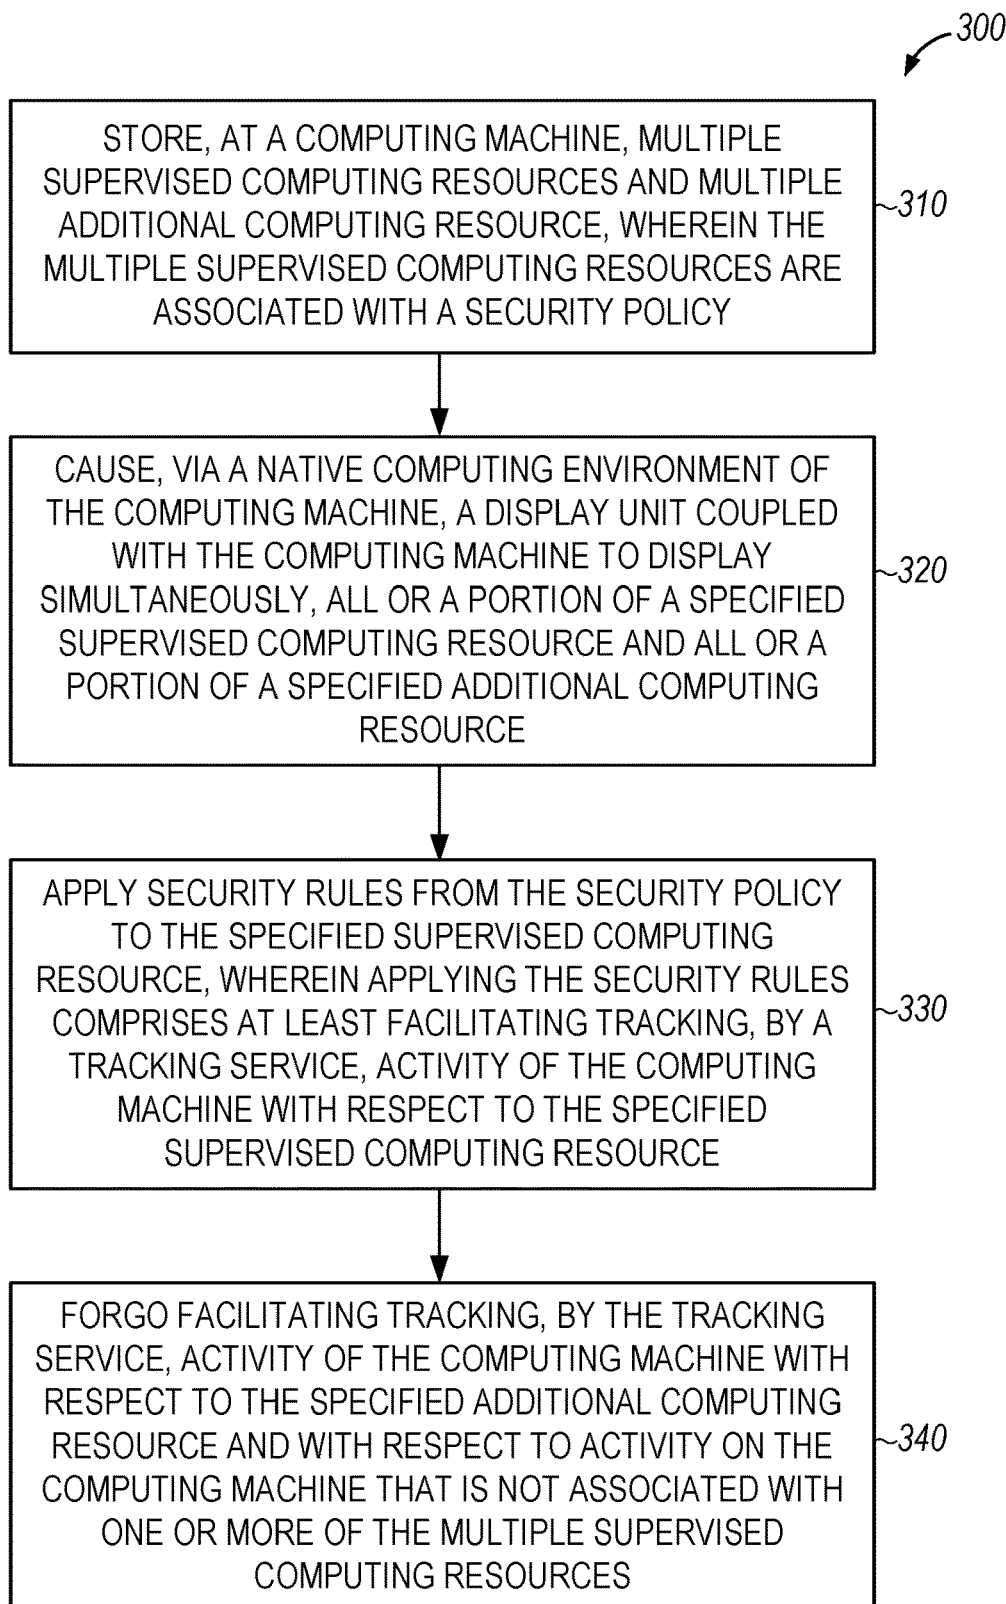 300
STORE, AT A COMPUTING MACHINE, MULTIPLE
SUPERVISED COMPUTING RESOURCES AND MULTIPLE
ADDITIONAL COMPUTING RESOURCE, WHEREIN THE
MULTIPLE SUPERVISED COMPUTING RESOURCES ARE
ASSOCIATED WITH A SECURITY POLICY
310
CAUSE, VIA A NATIVE COMPUTING ENVIRONMENT OF
THE COMPUTING MACHINE, A DISPLAY UNIT COUPLED
WITH THE COMPUTING MACHINE TO DISPLAY
SIMULTANEOUSLY, ALL OR A PORTION OF A SPECIFIED
SUPERVISED COMPUTING RESOURCE AND ALL OR A
PORTION OF A SPECIFIED ADDITIONAL COMPUTING
RESOURCE
320
APPLY SECURITY RULES FROM THE SECURITY POLICY
TO THE SPECIFIED SUPERVISED COMPUTING
RESOURCE, WHEREIN APPLYING THE SECURITY RULES
COMPRISES AT LEAST FACILITATING TRACKING, BY A
TRACKING SERVICE, ACTIVITY OF THE COMPUTING
MACHINE WITH RESPECT TO THE SPECIFIED
SUPERVISED COMPUTING RESOURCE
330
FORGO FACILITATING TRACKING, BY THE TRACKING
SERVICE, ACTIVITY OF THE COMPUTING MACHINE WITH
RESPECT TO THE SPECIFIED ADDITIONAL COMPUTING
RESOURCE AND WITH RESPECT TO ACTIVITY ON THE
COMPUTING MACHINE THAT IS NOT ASSOCIATED WITH
ONE OR MORE OF THE MULTIPLE SUPERVISED
COMPUTING RESOURCES
340